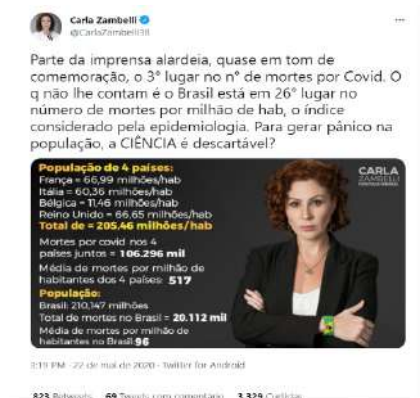 Carla Zambelli
@CarlaZambelli38
Parte da imprensa alardeia, quase em tom de
comemoração, o 3° lugar no n° de mortes por Covid. O
q não lhe contam é o Brasil está em 26° lugar no
número de mortes por milhão de hab, o índice
considerado pela epidemiologia. Para gerar pânico na
população, a CIÊNCIA é descartável?
População de 4 países:
França = 66,99 milhões/hab
Itália = 60,36 milhões/hab
Bélgica = 11,46 milhões/hab
Reino Unido = 66,65 milhões/hab
Total de = 205,46 milhões/hab
Mortes por covid nos 4
países juntos = 106.296 mil
Média de mortes por milhão de
habitantes dos 4 países: 517
População:
Brasil: 210,147 milhões
Total de mortes no Brasil = 20.112 mil
Média de mortes por milhão de
habitantes no Brasil 96
CARLA
ZAMBELLI
3:19 PM · 22 de mai de 2020 · Twitter for Android
823 Retweets 69 Tweets com comentário 3.329 Curtidas